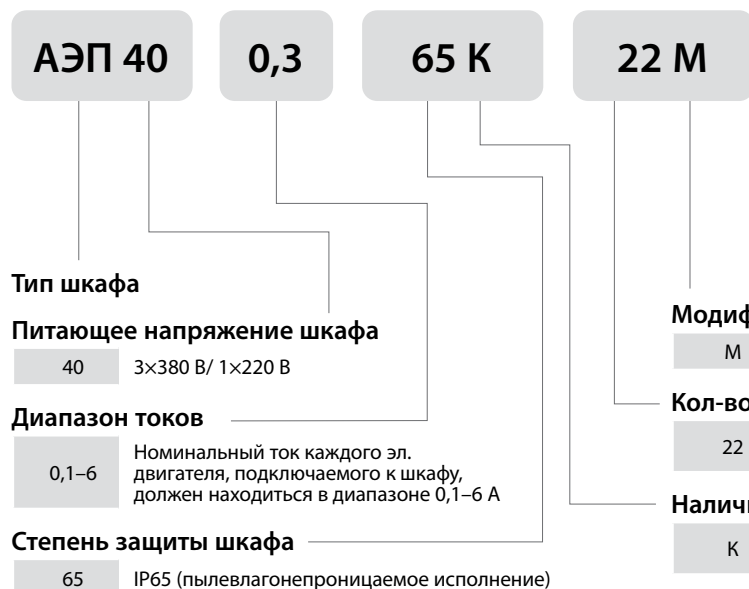 АЭП 40 0,3 65 К 22 М
Тип шкафа
Питающее напряжение шкафа
40 3×380 В/ 1×220 В
Диапазон токов
0,1–6 Номинальный ток каждого эл.
двигателя, подключаемого к шкафу,
должен находиться в диапазоне 0,1–6 А
Степень защиты шкафа
65 IP65 (пылевлагонепроницаемое исполнение)
М
Кол-во
22
К